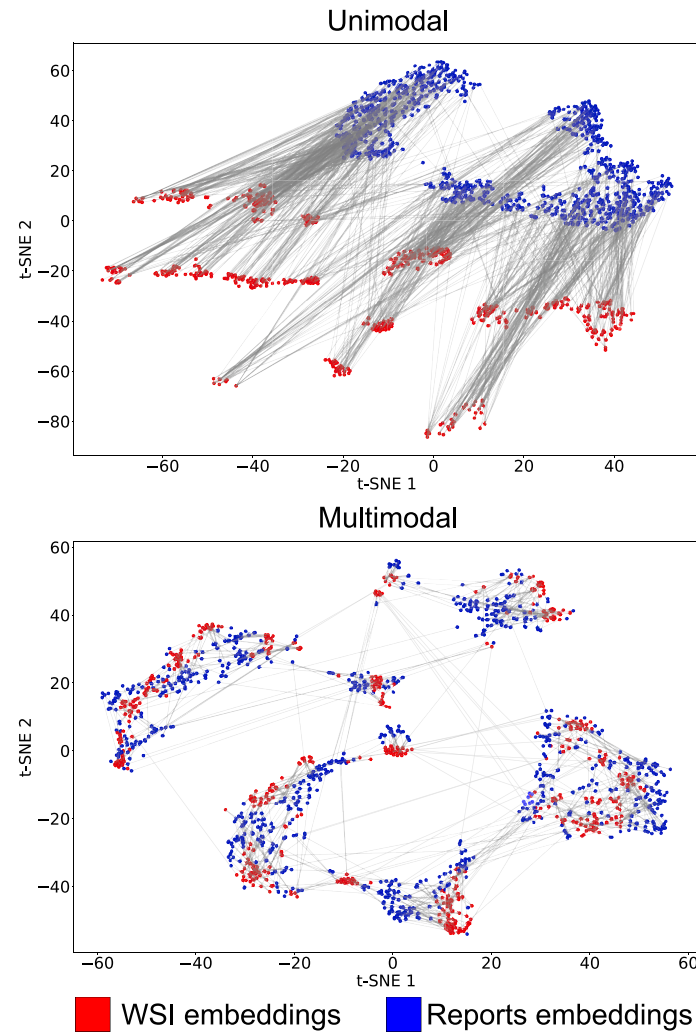 Unimodal
60
40
20
0
−20
−40
−60
−80
t-SNE 2
−60 −40 −20 0 20 40
t-SNE 1
Multimodal
60
40
20
0
−20
−40
t-SNE 2
−60 −40 −20 0 20 40 60
t-SNE 1
WSI embeddings Reports embeddings